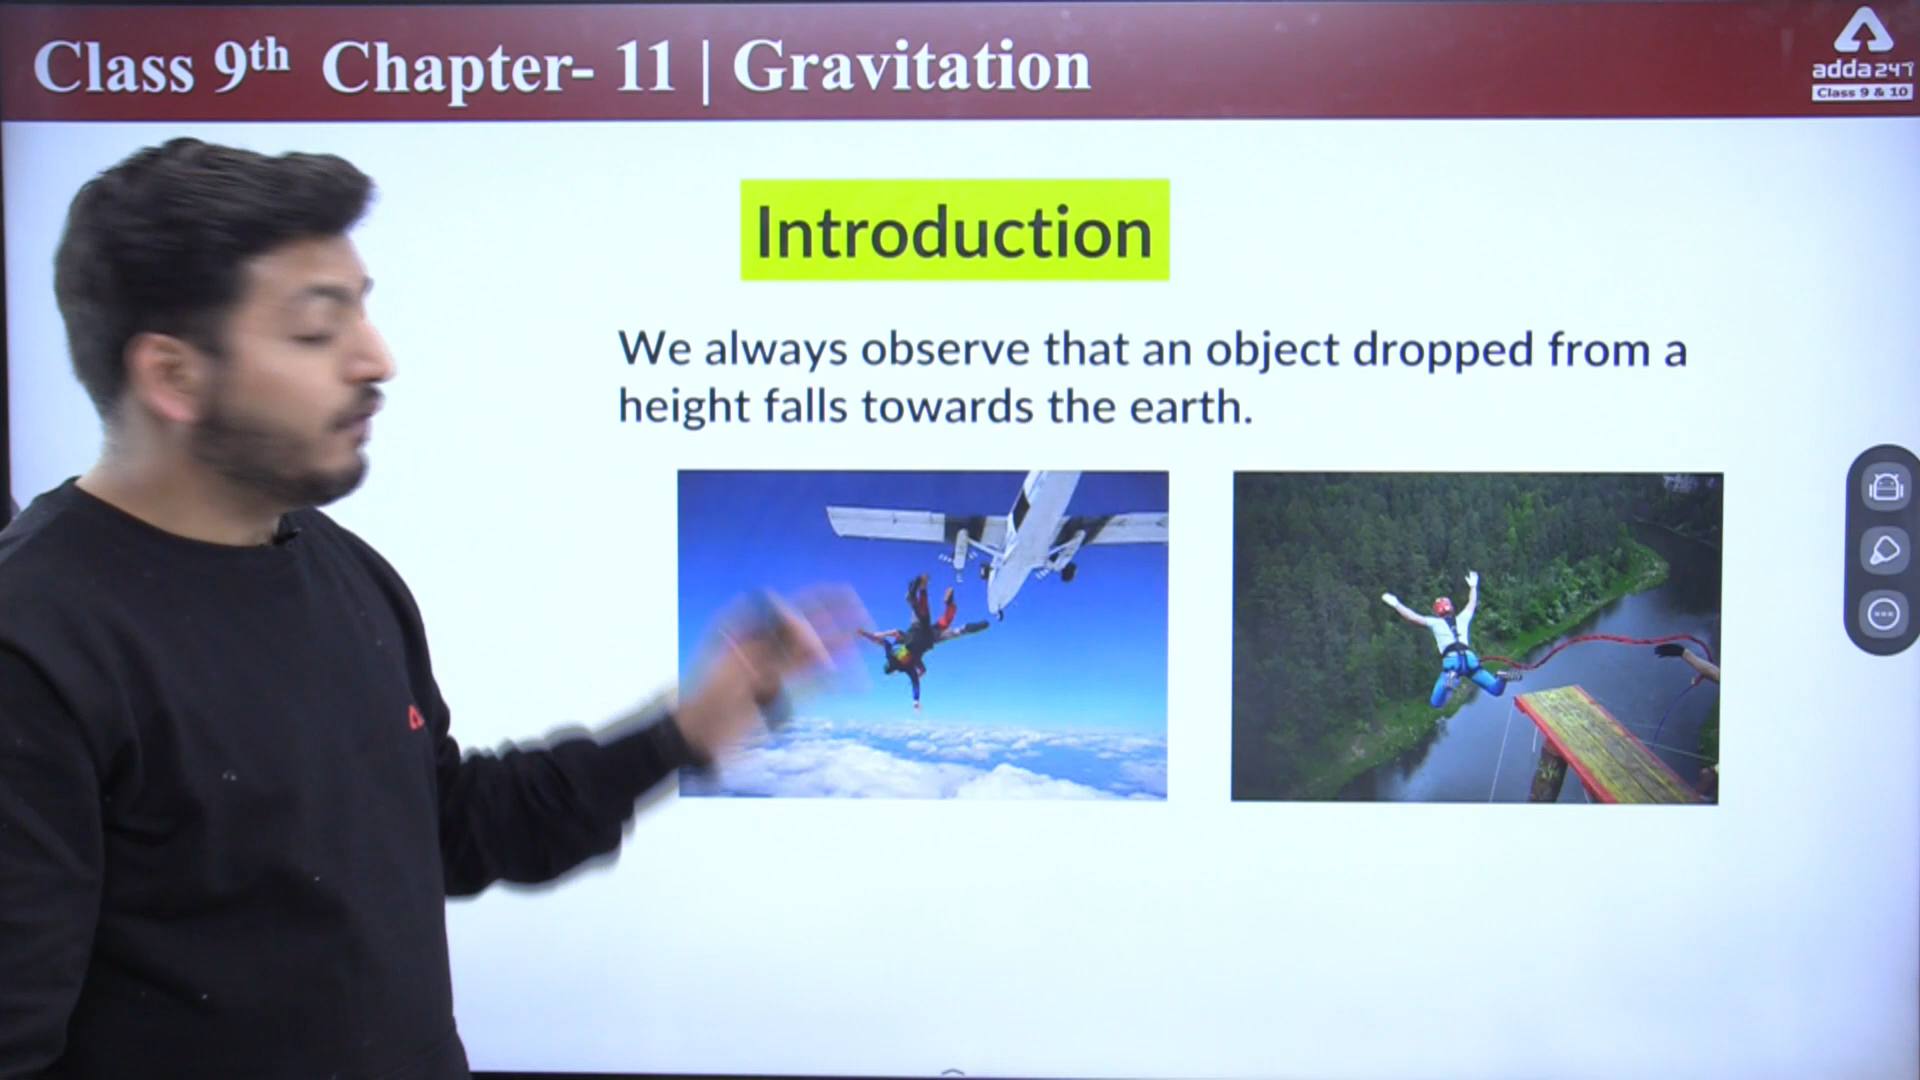 Class 9th Chapter- 11 | Gravitation
adda247
Class 9 & 10
Introduction
We always observe that an object dropped from a
height falls towards the earth.